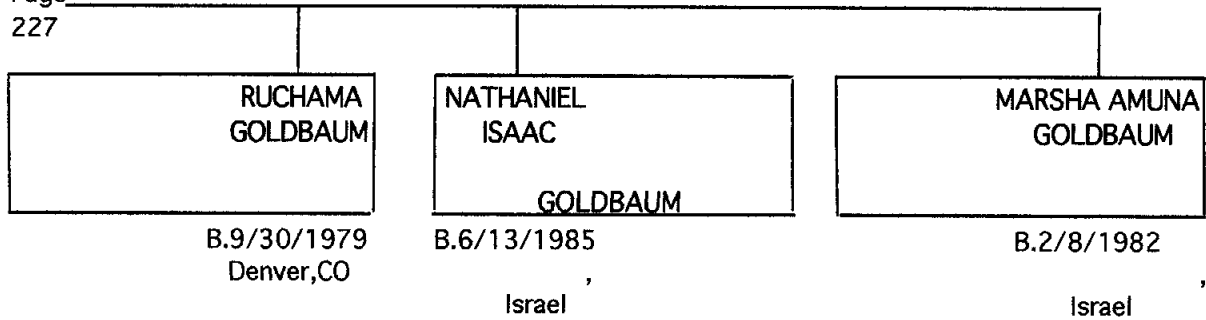 227
RUCHAMA
GOLDBAUM
B.9/30/1979
Denver,CO
NATHANIEL
ISAAC
GOLDBAUM
B.6/13/1985
,
Israel
MARSHA AMUNA
GOLDBAUM
B.2/8/1982
,
Israel